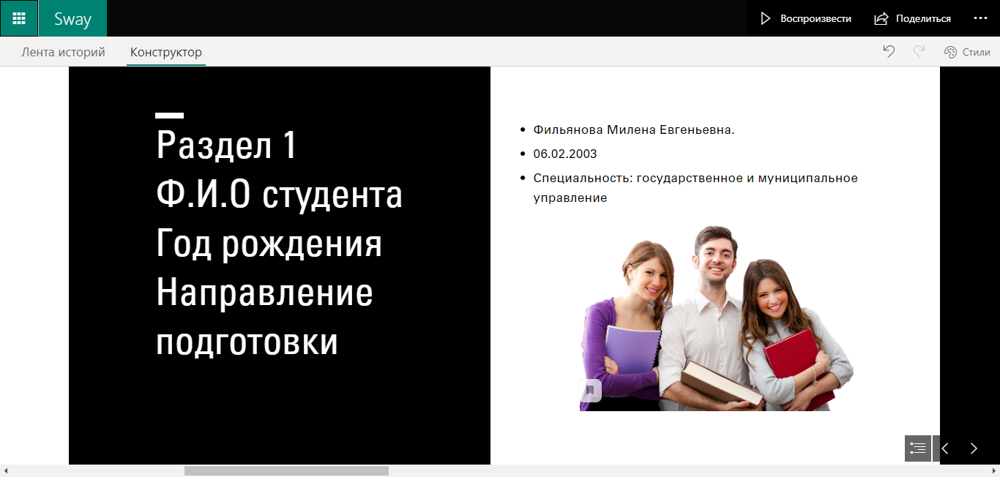 Sway
Воспроизвести
Поделиться
Лента историй
Конструктор
Стили
Раздел 1
Ф.И.О студента
Год рождения
Направление
подготовки
Фильянова Милена Евгеньевна.
06.02.2003
Специальность: государственное и муниципальное
управление